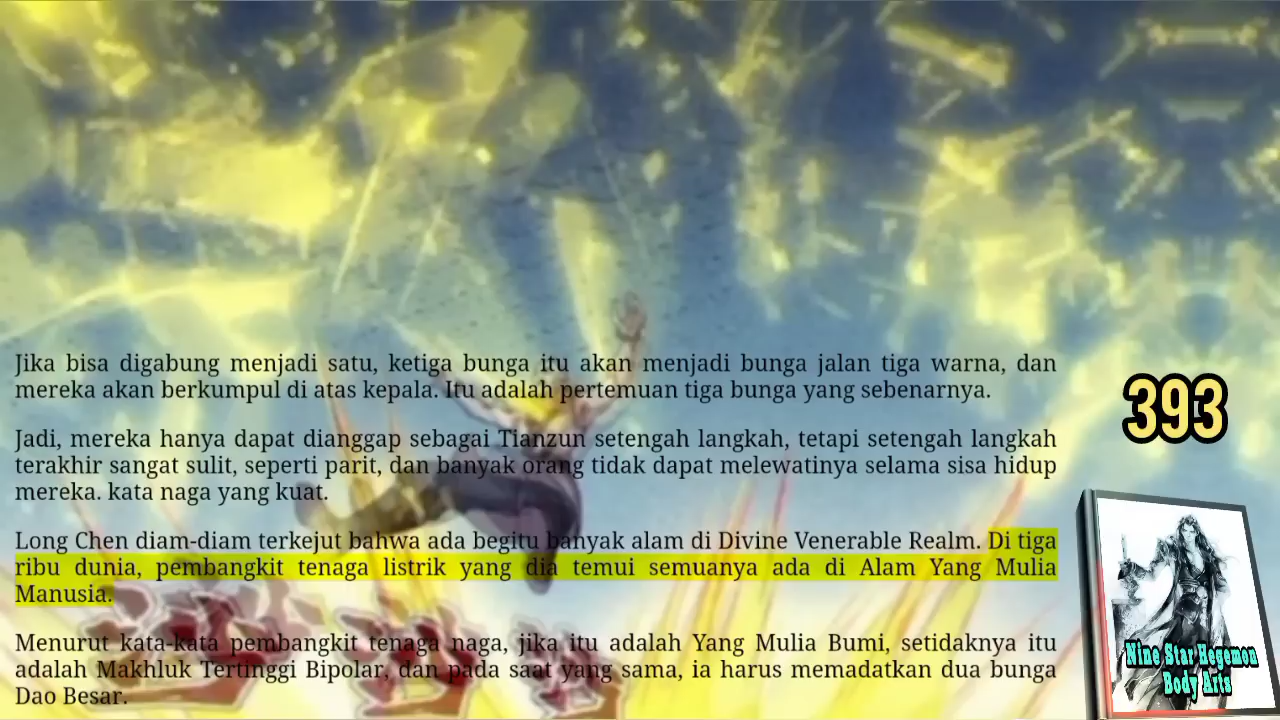 Jika bisa digabung menjadi satu, ketiga bunga itu akan menjadi bunga jalan tiga warna, dan
mereka akan berkumpul di atas kepala. Itu adalah pertemuan tiga bunga yang sebenarnya.
Jadi, mereka hanya dapat dianggap sebagai Tianzun setengah langkah, tetapi setengah langkah
terakhir sangat sulit, seperti parit, dan banyak orang tidak dapat melewatinya selama sisa hidup
mereka. kata naga yang kuat.
Long Chen diam-diam terkejut bahwa ada begitu banyak alam di Divine Venerable Realm. Di tiga
ribu dunia, pembangkit tenaga listrik yang dia temui semuanya ada di Alam Yang Mulia
Manusia.
Menurut kata-kata pembangkit tenaga naga, jika itu adalah Yang Mulia Bumi, setidaknya itu
adalah Makhluk Tertinggi Bipolar, dan pada saat yang sama, ia harus memadatkan dua bunga
Dao Besar.
393
Nine Star Hegemon
Body Arts